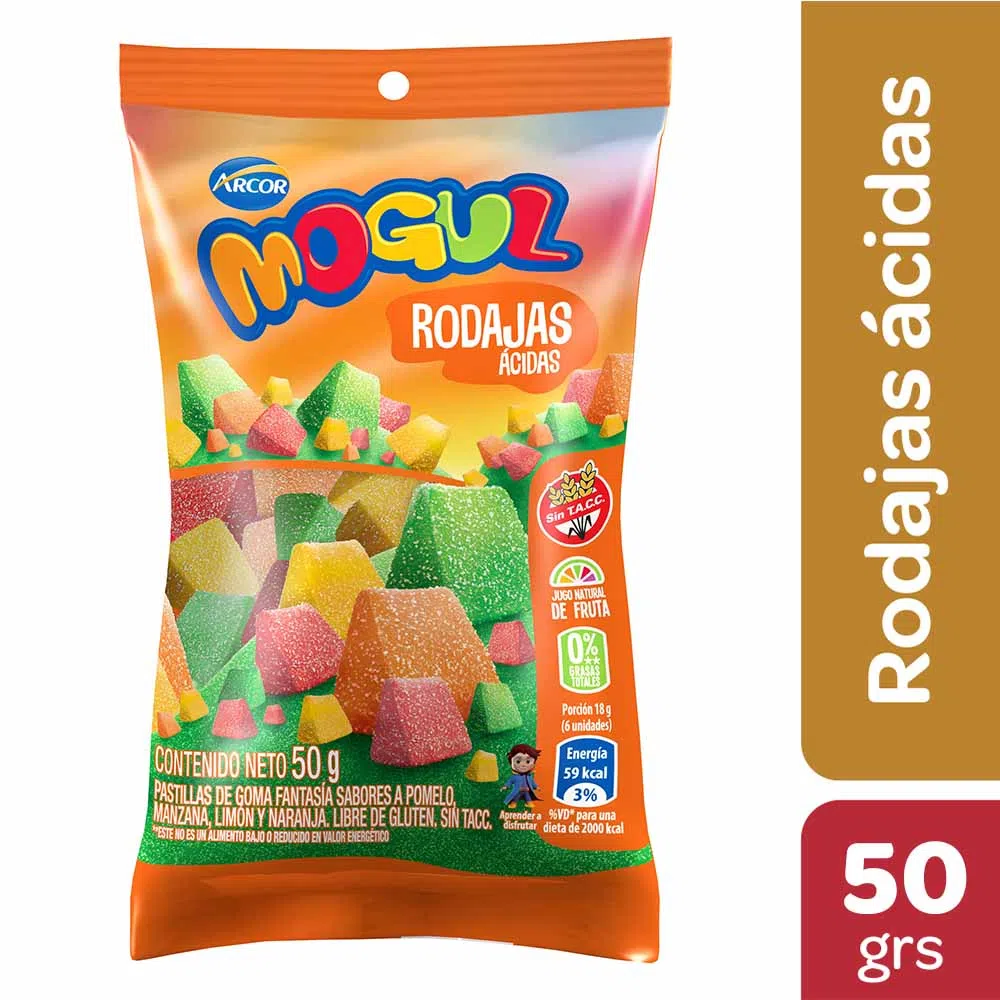 ARCOR
MOGUL
RODAJAS
ÁCIDAS
Sin T.A.C.C.
JUGO NATURAL
DE FRUTA
0%**
GRASAS
TOTALES
Porción 18 g
(6 unidades)
Energía
59 kcal
3%
%VD* para una
dieta de 2000 kcal
Aprender a
disfrutar
CONTENIDO NETO 50 g
PASTILLAS DE GOMA FANTASÍA SABORES A POMELO,
MANZANA, LIMÓN Y NARANJA. LIBRE DE GLUTEN. SIN TACC.
**ESTE NO ES UN ALIMENTO BAJO O REDUCIDO EN VALOR ENERGÉTICO
Rodajas ácidas
50
grs